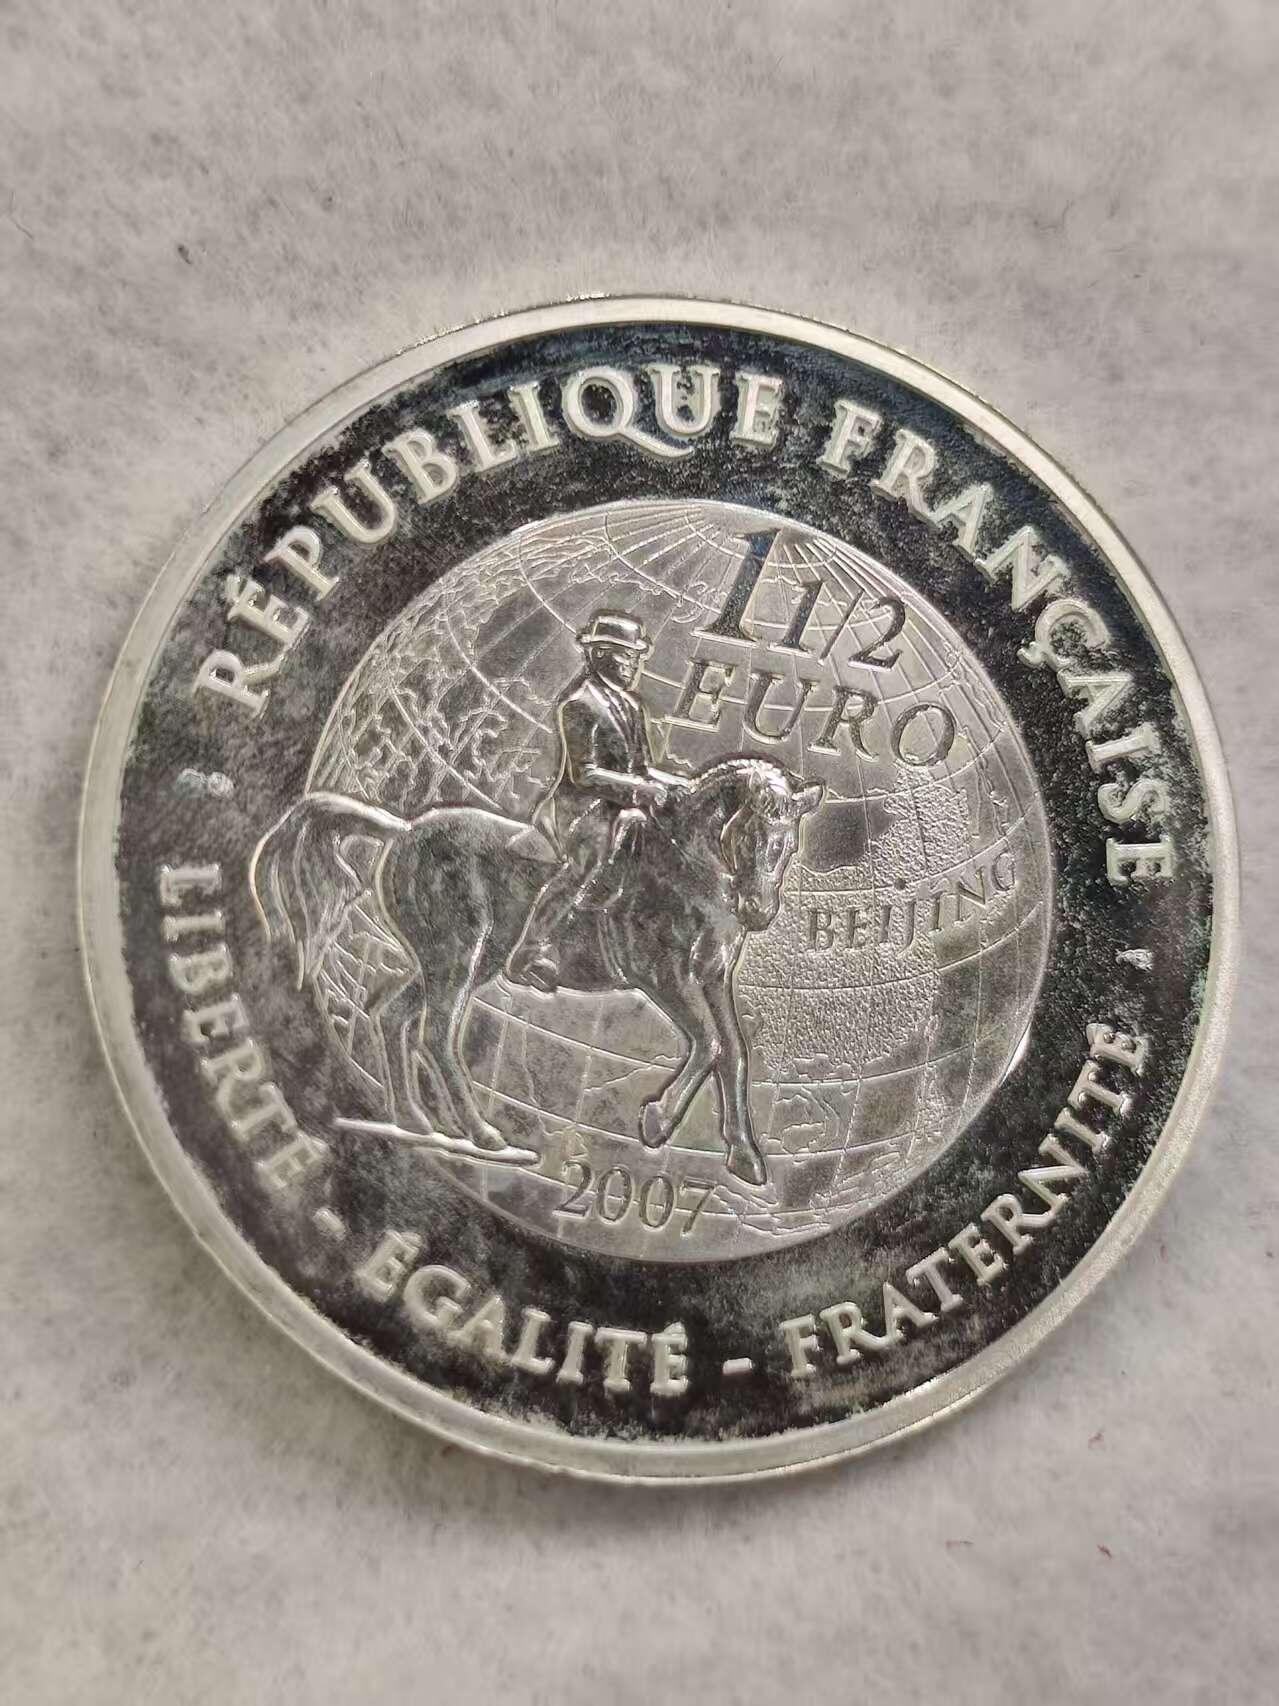 RÉPUBLIQUE FRANÇAISE
1 1/2
EURO
BEIJING
2007
LIBERTÉ - ÉGALITÉ - FRATERNITÉ